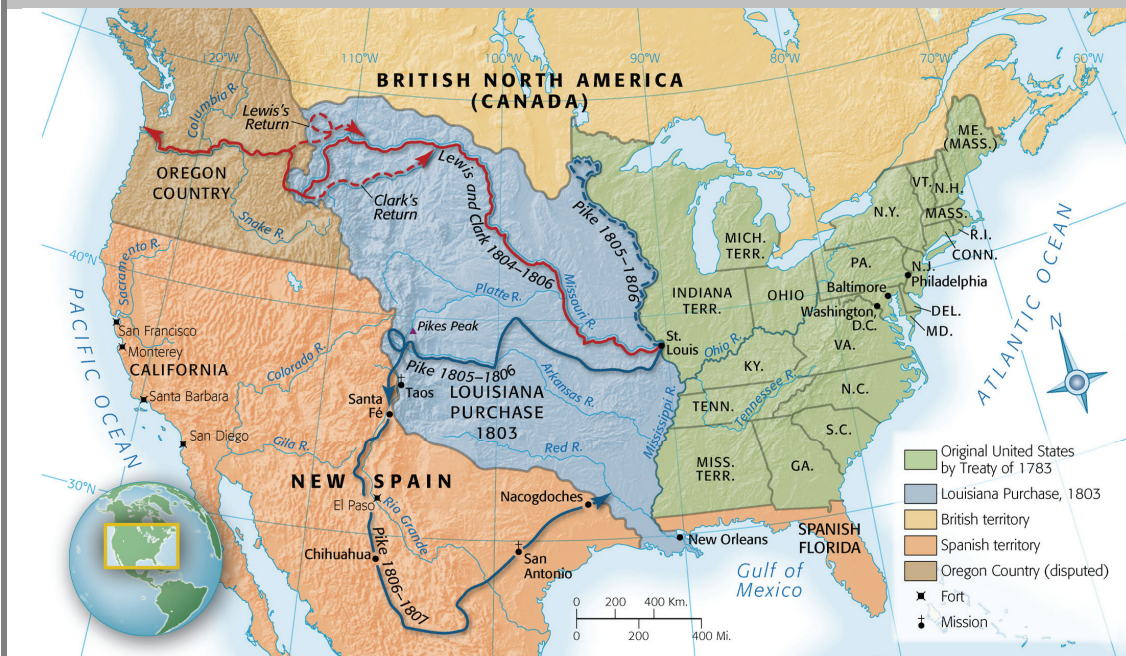 120°W
110°W
100°W
90°W
80°W
70°W
60°W
BRITISH NORTH AMERICA
(CANADA)
Columbia R.
Lewis's
Return
OREGON
COUNTRY
Snake R.
Clark's
Return
Lewis and Clark 1804–1806
Pike 1805–1806
ME.
(MASS.)
VT.
N.H.
N.Y.
MASS.
R.I.
CONN.
MICH.
TERR.
PA.
N.J.
Philadelphia
Baltimore
Washington,
D.C.
DEL.
MD.
INDIANA
TERR.
OHIO
VA.
40°N
Sacramento R.
PACIFIC OCEAN
ATLANTIC OCEAN
N
Platte R.
Missouri R.
Pikes Peak
St.
Louis
Ohio R.
KY.
San Francisco
Monterey
CALIFORNIA
Colorado R.
Pike 1805–1806
Taos
LOUISIANA
PURCHASE
1803
Arkansas R.
Mississippi R.
TENN.
Tennessee R.
N.C.
Santa Barbara
Santa
Fé
S.C.
San Diego
Gila R.
Red R.
MISS.
TERR.
GA.
30°N
NEW SPAIN
El Paso
Rio Grande
Nacogdoches
Chihuahua
Pike 1806–1807
San
Antonio
New Orleans
SPANISH
FLORIDA
Gulf of
Mexico
0 200 400 Km.
0 200 400 Mi.
Original United States
by Treaty of 1783
Louisiana Purchase, 1803
British territory
Spanish territory
Oregon Country (disputed)
Fort
Mission